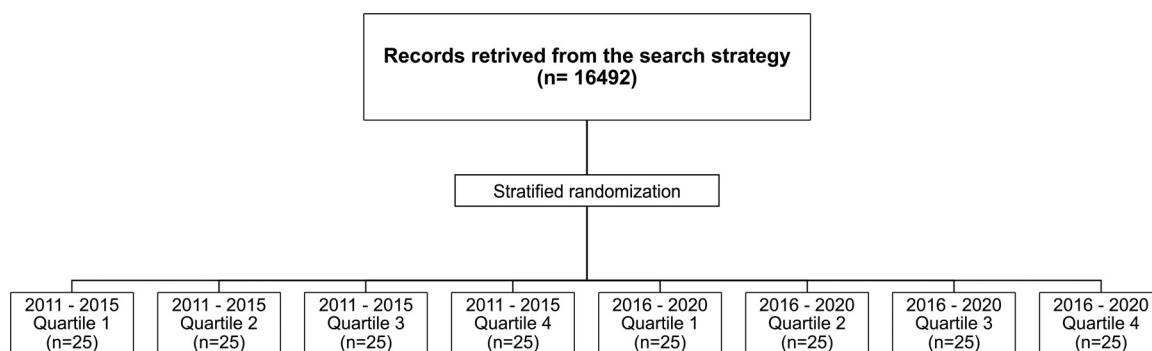 Records retrived from the search strategy
(n= 16492)
Stratified randomization
2011 - 2015
Quartile 1
(n=25)
2011 - 2015
Quartile 2
(n=25)
2011 - 2015
Quartile 3
(n=25)
2011 - 2015
Quartile 4
(n=25)
2016 - 2020
Quartile 1
(n=25)
2016 - 2020
Quartile 2
(n=25)
2016 - 2020
Quartile 3
(n=25)
2016 - 2020
Quartile 4
(n=25)